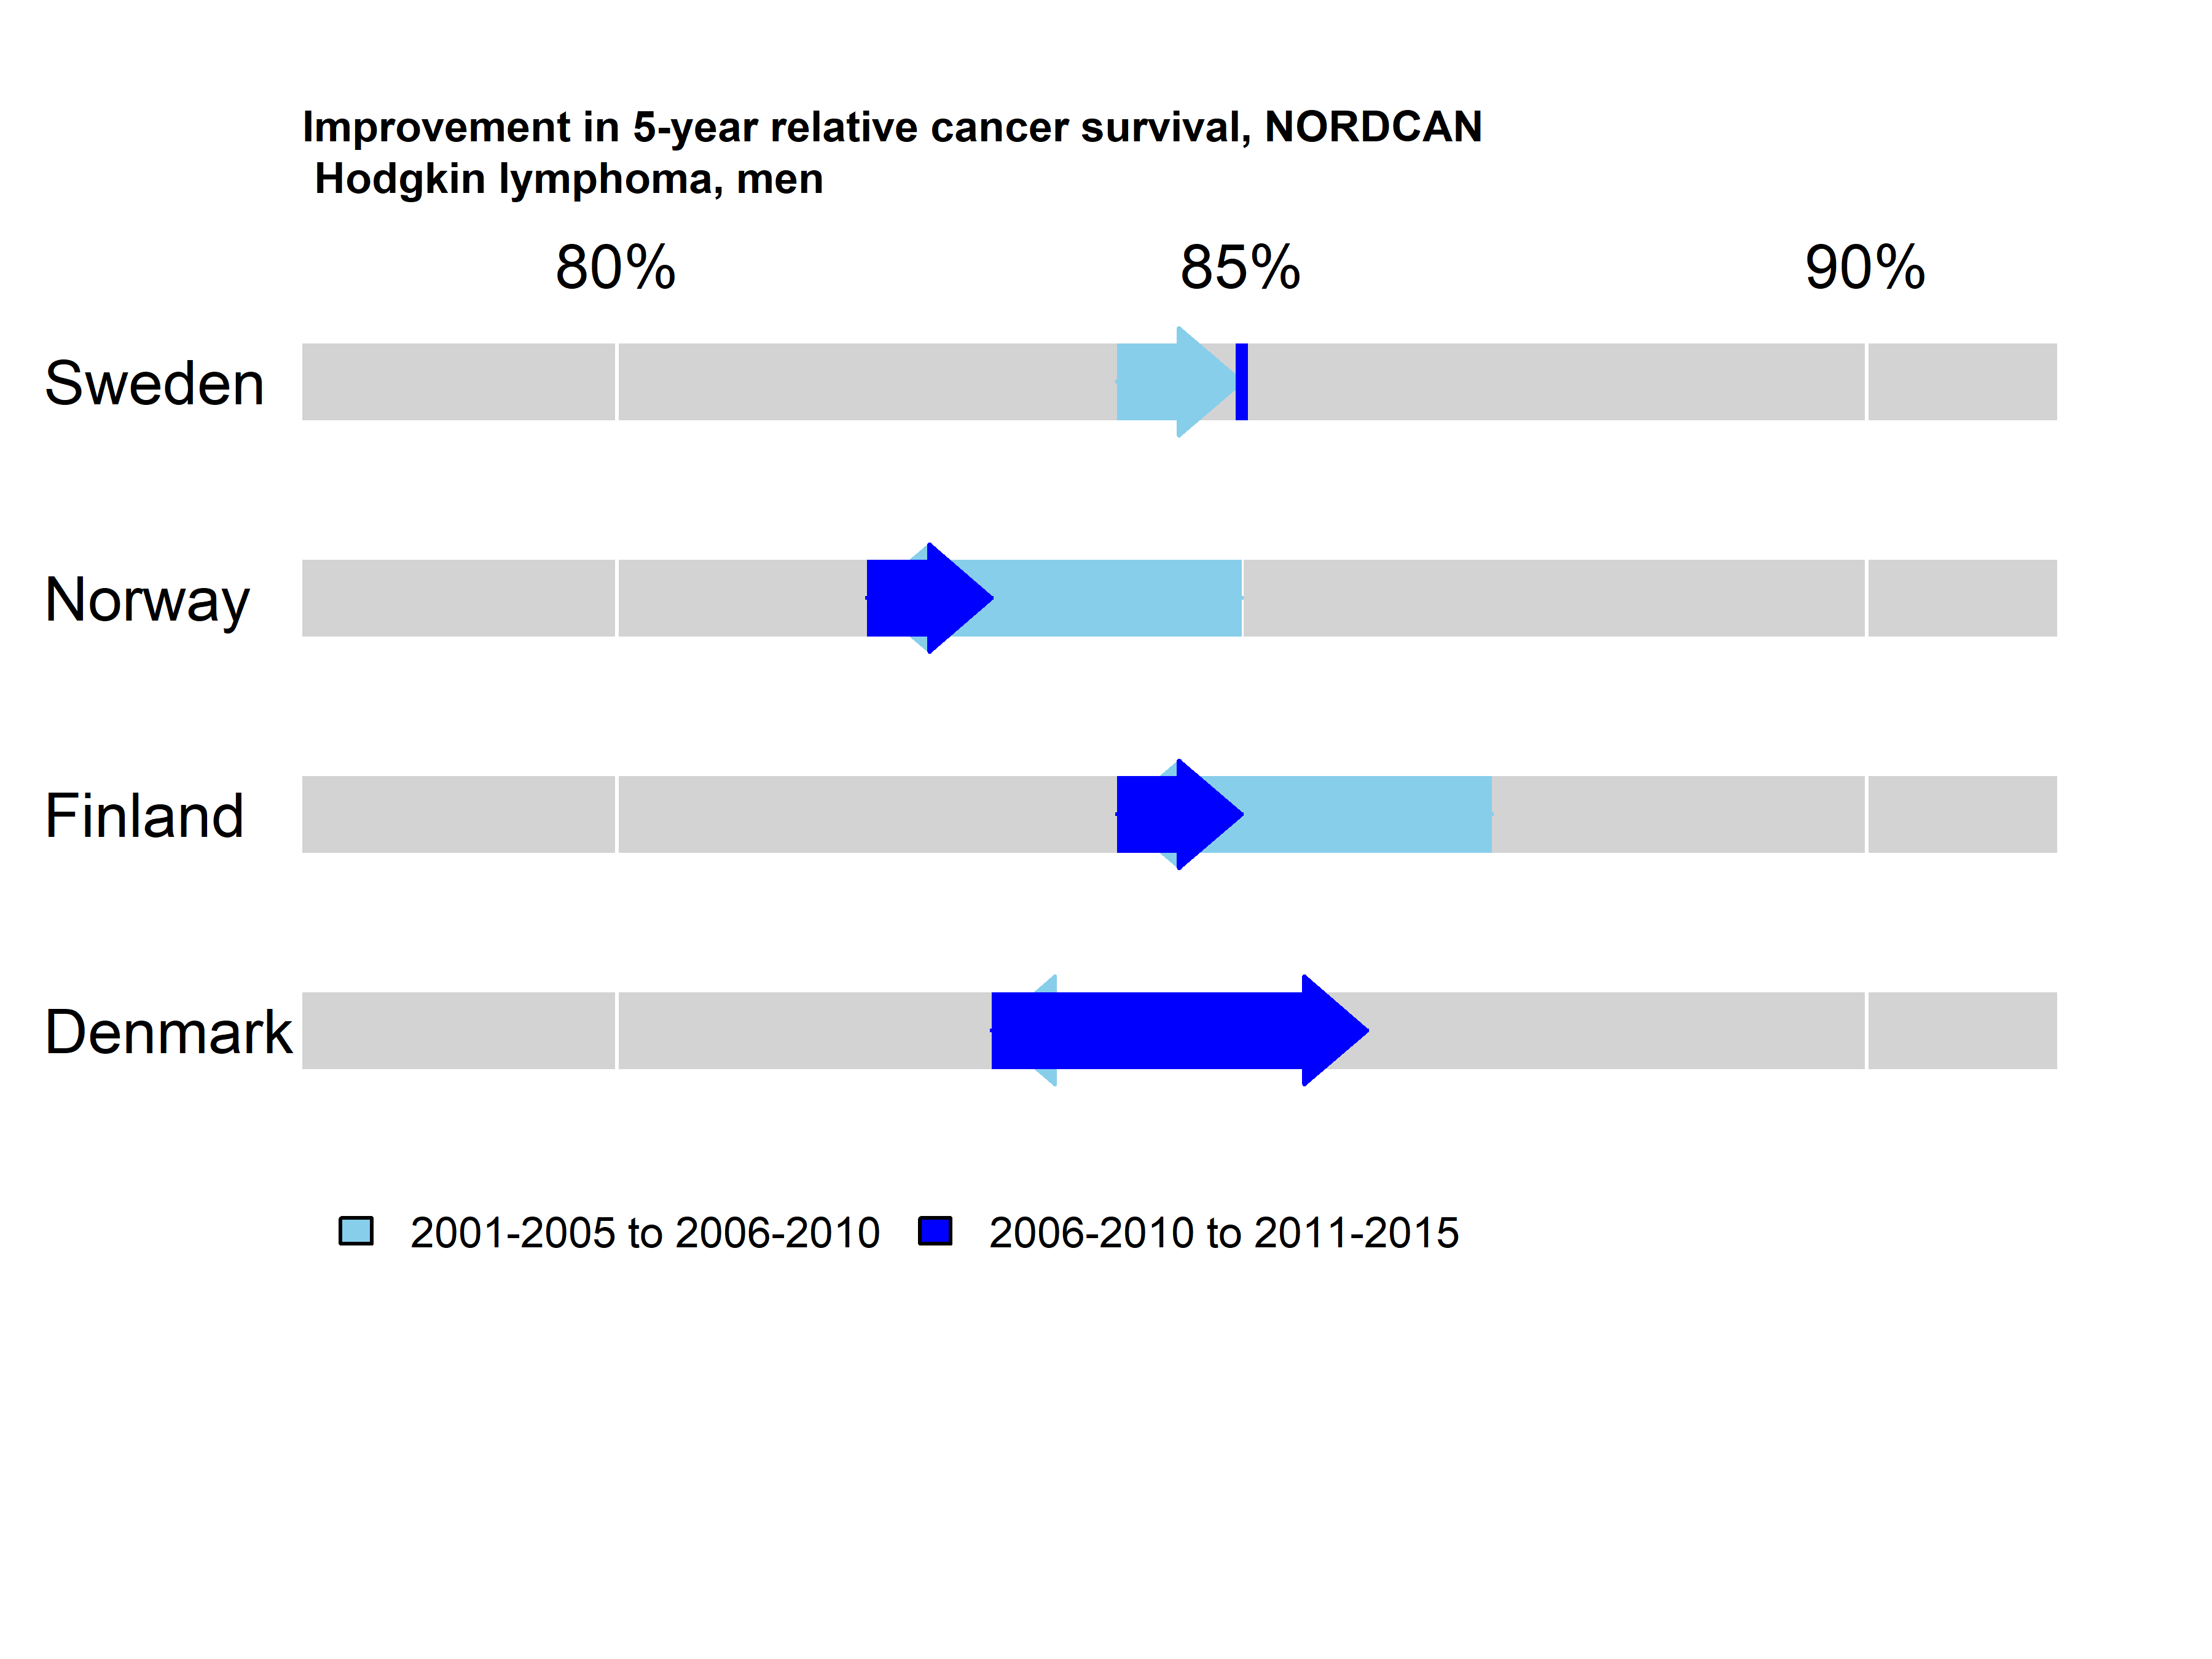 Improvement in 5-year relative cancer survival, NORDCAN
Hodgkin lymphoma, men
80% 85% 90%
Sweden
Norway
Finland
Denmark
2001-2005 to 2006-2010 2006-2010 to 2011-2015